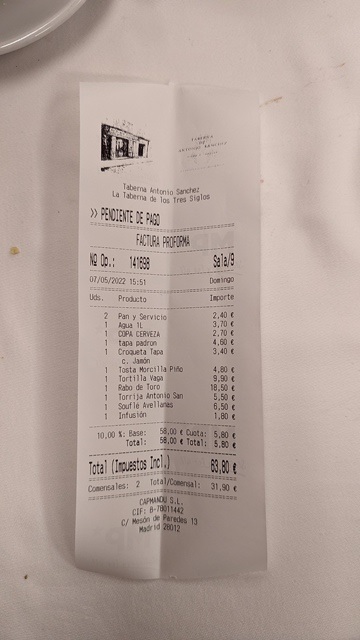 Taberna Antonio Sanchez
La Taberna de los Tres Siglos
>> PENDIENTE DE PAGO
FACTURA PROFORMA
NQ Op.: 141698 Sala/9
07/05/2022 15:51 Domingo
Uds. Producto Importe
2 Pan y Servicio 2,40 €
1 Agua 1L 3,70 €
1 COPA CERVEZA 2,70 €
1 tapa padron 4,60 €
1 Croqueta Tapa 3,40 €
c. Jamón
1 Tosta Morcilla Piño 4,80 €
1 Tortilla Vaga 9,90 €
1 Rabo de Toro 18,50 €
1 Torrija Antonio San 5,50 €
1 Souflé Avellanas 6,50 €
1 Infusión 1,80 €
10,00 %: Base: 58,00 € Cuota: 5,80 €
Total: 58,00 € Total: 5,80 €
Total (Impuestos Incl.) 63,80 €
Comensales: 2 Total/Comensal: 31,90 €
CAPMANDU S.L.
CIF: B-78011442
C/ Mesón de Paredes 13
Madrid 28012